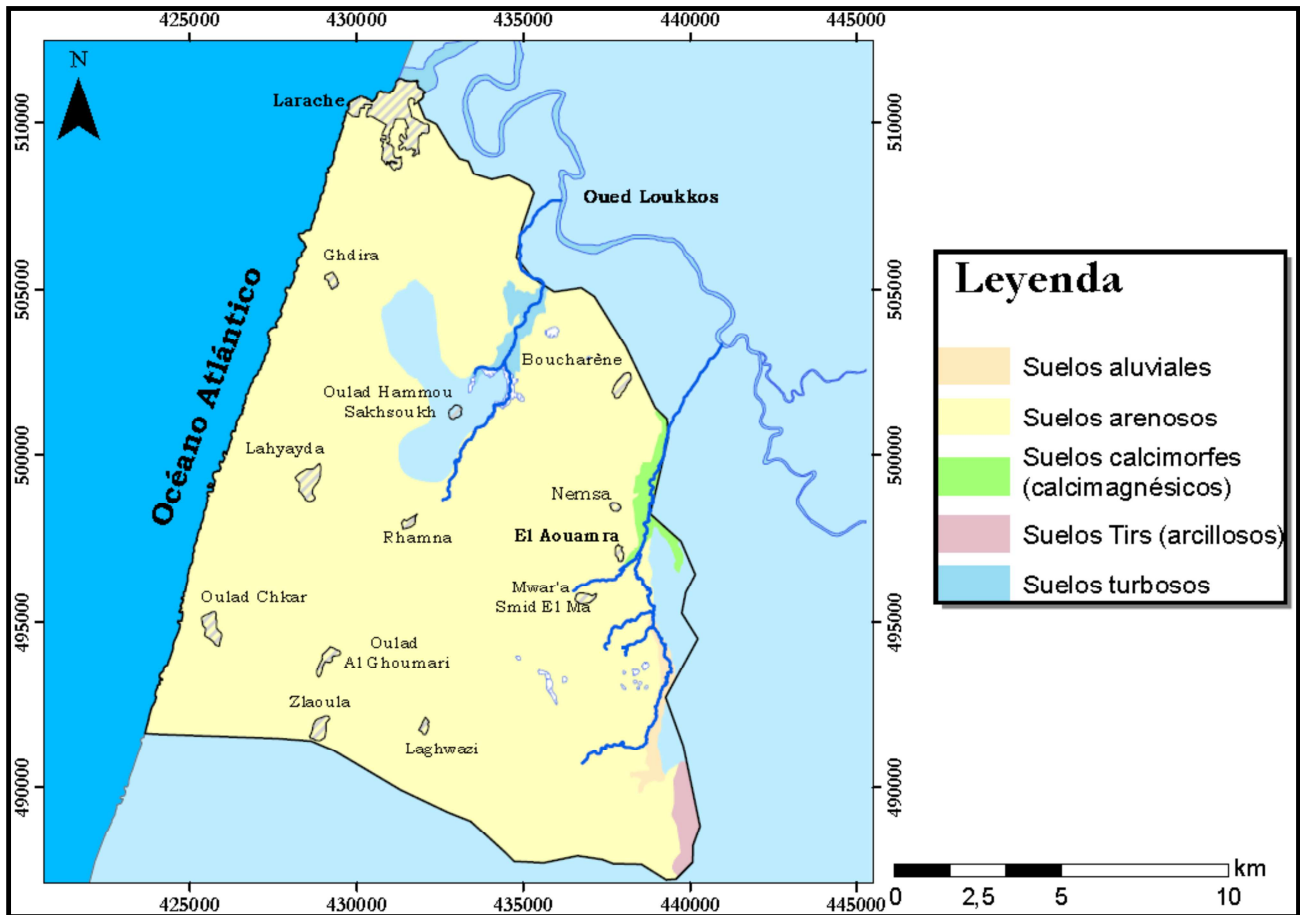 425000 430000 435000 440000 445000
N
Larache
510000 510000
Oued Loukkos
Ghdira
505000 505000
Océano Atlántico
Boucharène
Oulad Hammou
Sakhsoukh
Lahyayda
500000 500000
Nemsa
Rhamna
El Aouamra
Mwar'a
Smid El Ma
Oulad Chkar
495000 495000
Oulad
Al Ghoumari
Zlaoula
Laghwazi
490000 490000
425000 430000 435000 440000 445000
Leyenda
Suelos aluviales
Suelos arenosos
Suelos calcimorfes
(calcimagnésicos)
Suelos Tirs (arcillosos)
Suelos turbosos
km
0 2,5 5 10